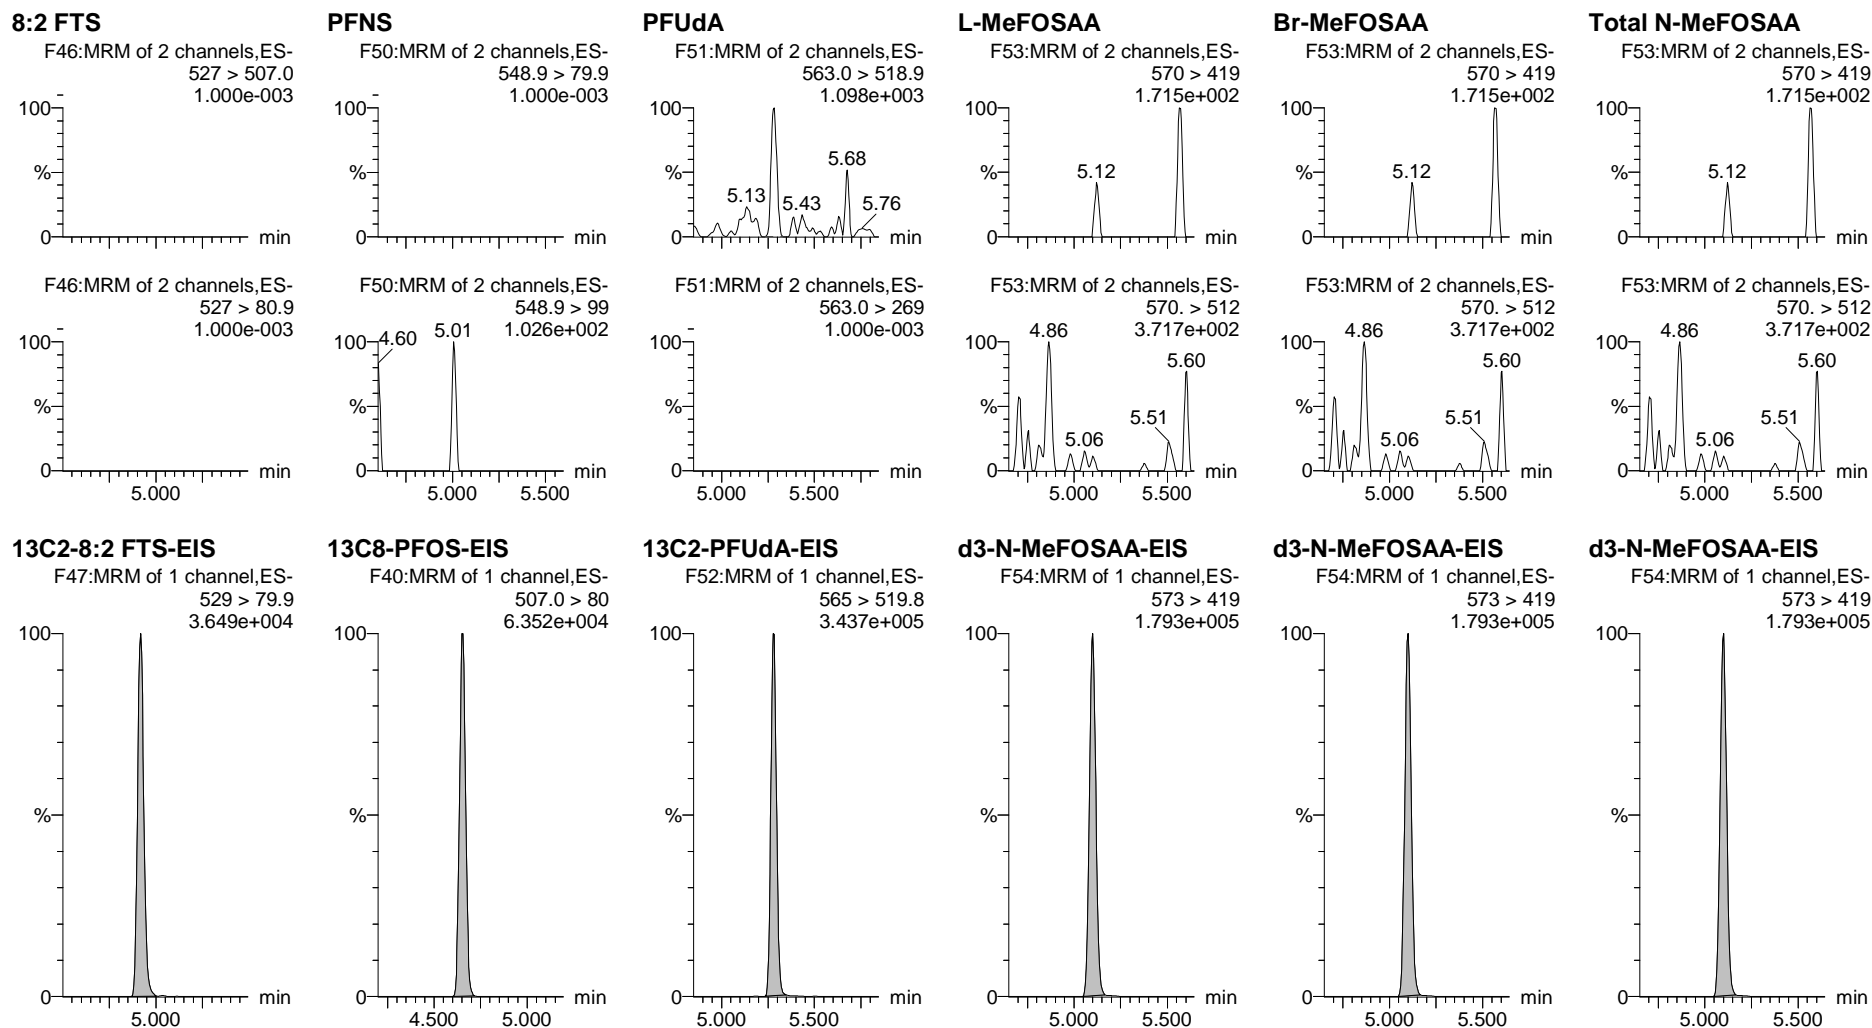 8:2 FTS
F46:MRM of 2 channels,ES-
527 > 507.0
1.000e-003
100
%
0
min
F46:MRM of 2 channels,ES-
527 > 80.9
1.000e-003
100
%
0
min
5.000
PFNS
F50:MRM of 2 channels,ES-
548.9 > 79.9
1.000e-003
100
%
0
min
F50:MRM of 2 channels,ES-
548.9 > 99
1.026e+002
100
4.60
5.01
%
0
min
5.000
5.500
PFUdA
F51:MRM of 2 channels,ES-
563.0 > 518.9
1.098e+003
100
5.68
%
5.13
5.43
5.76
0
min
F51:MRM of 2 channels,ES-
563.0 > 269
1.000e-003
100
%
0
min
5.000
5.500
L-MeFOSAA
F53:MRM of 2 channels,ES-
570 > 419
1.715e+002
100
5.12
%
0
min
F53:MRM of 2 channels,ES-
570. > 512
3.717e+002
100
4.86
5.60
%
5.51
5.06
0
min
5.000
5.500
Br-MeFOSAA
F53:MRM of 2 channels,ES-
570 > 419
1.715e+002
100
5.12
%
0
min
F53:MRM of 2 channels,ES-
570. > 512
3.717e+002
100
4.86
5.60
%
5.51
5.06
0
min
5.000
5.500
Total N-MeFOSAA
F53:MRM of 2 channels,ES-
570 > 419
1.715e+002
100
5.12
%
0
min
F53:MRM of 2 channels,ES-
570. > 512
3.717e+002
100
4.86
5.60
%
5.51
5.06
0
min
5.000
5.500
13C2-8:2 FTS-EIS
F47:MRM of 1 channel,ES-
529 > 79.9
3.649e+004
100
%
0
min
5.000
13C8-PFOS-EIS
F40:MRM of 1 channel,ES-
507.0 > 80
6.352e+004
100
%
0
min
4.500
5.000
13C2-PFUdA-EIS
F52:MRM of 1 channel,ES-
565 > 519.8
3.437e+005
100
%
0
min
5.000
5.500
d3-N-MeFOSAA-EIS
F54:MRM of 1 channel,ES-
573 > 419
1.793e+005
100
%
0
min
5.000
5.500
d3-N-MeFOSAA-EIS
F54:MRM of 1 channel,ES-
573 > 419
1.793e+005
100
%
0
min
5.000
5.500
d3-N-MeFOSAA-EIS
F54:MRM of 1 channel,ES-
573 > 419
1.793e+005
100
%
0
min
5.000
5.500